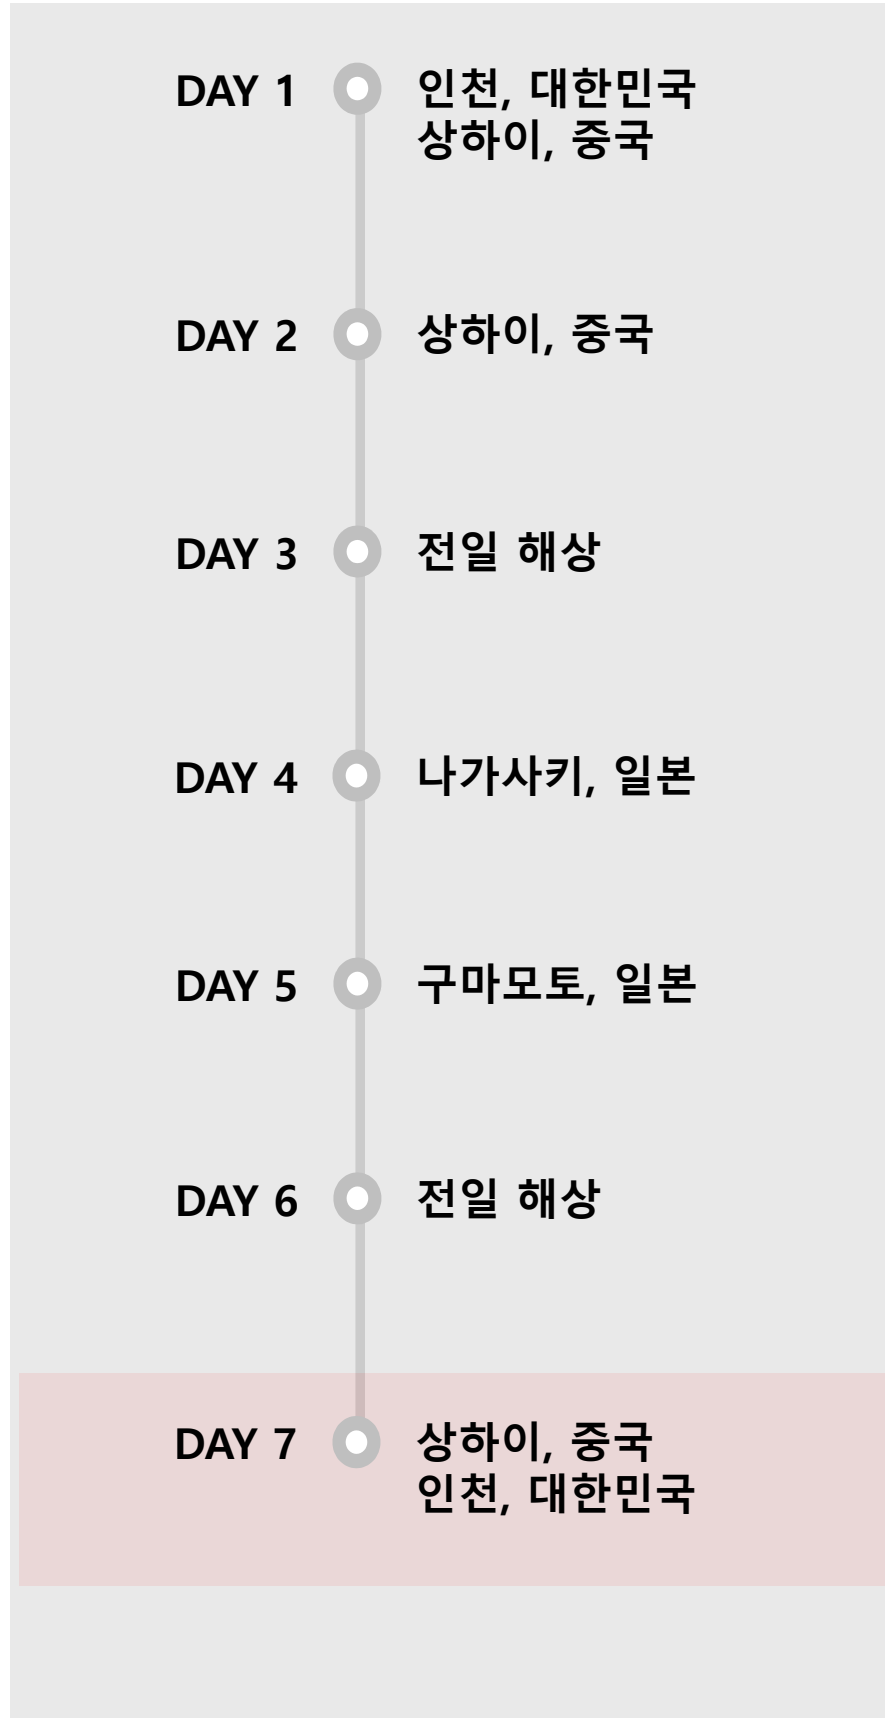 DAY 1 인천, 대한민국
상하이, 중국
DAY 2 상하이, 중국
DAY 3 전일 해상
DAY 4 나가사키, 일본
DAY 5 구마모토, 일본
DAY 6 전일 해상
DAY 7 상하이, 중국
인천, 대한민국